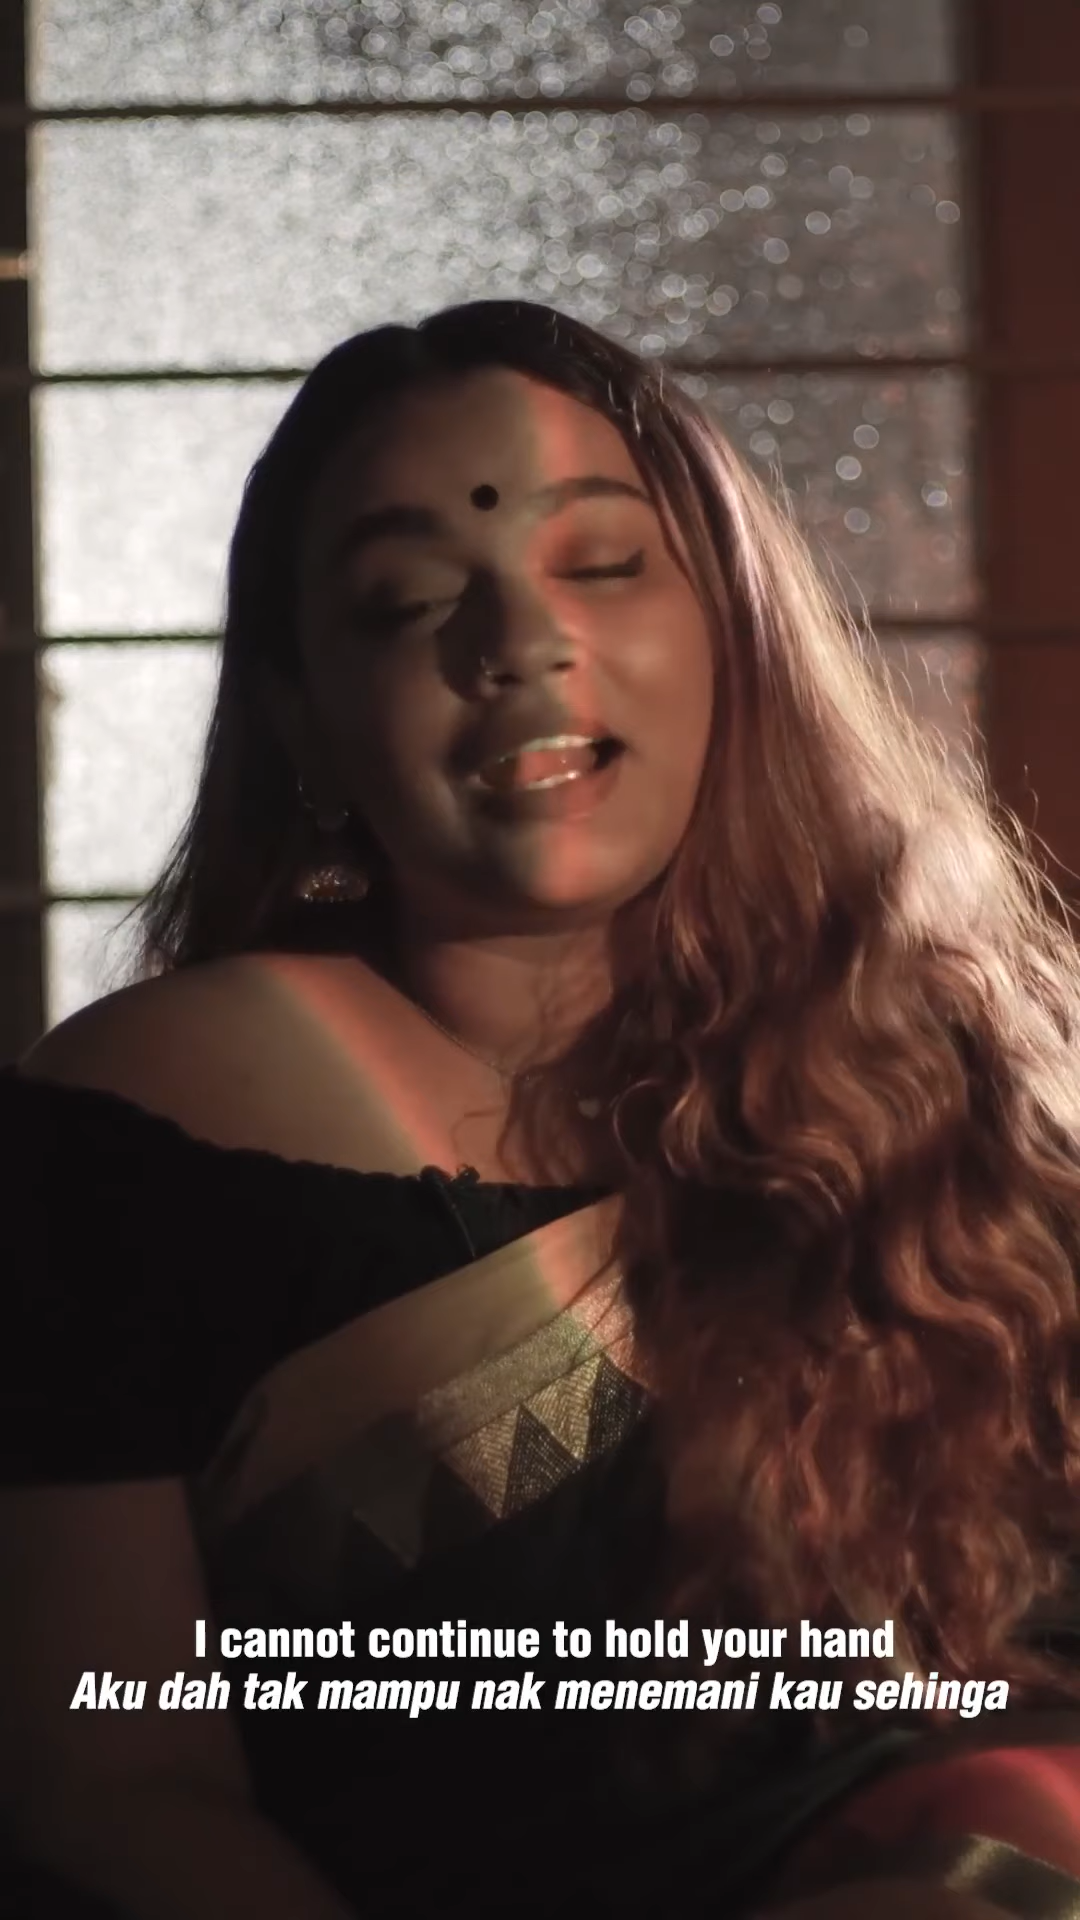 I cannot continue to hold your hand
Aku dah tak mampu nak menemani kau sehinga